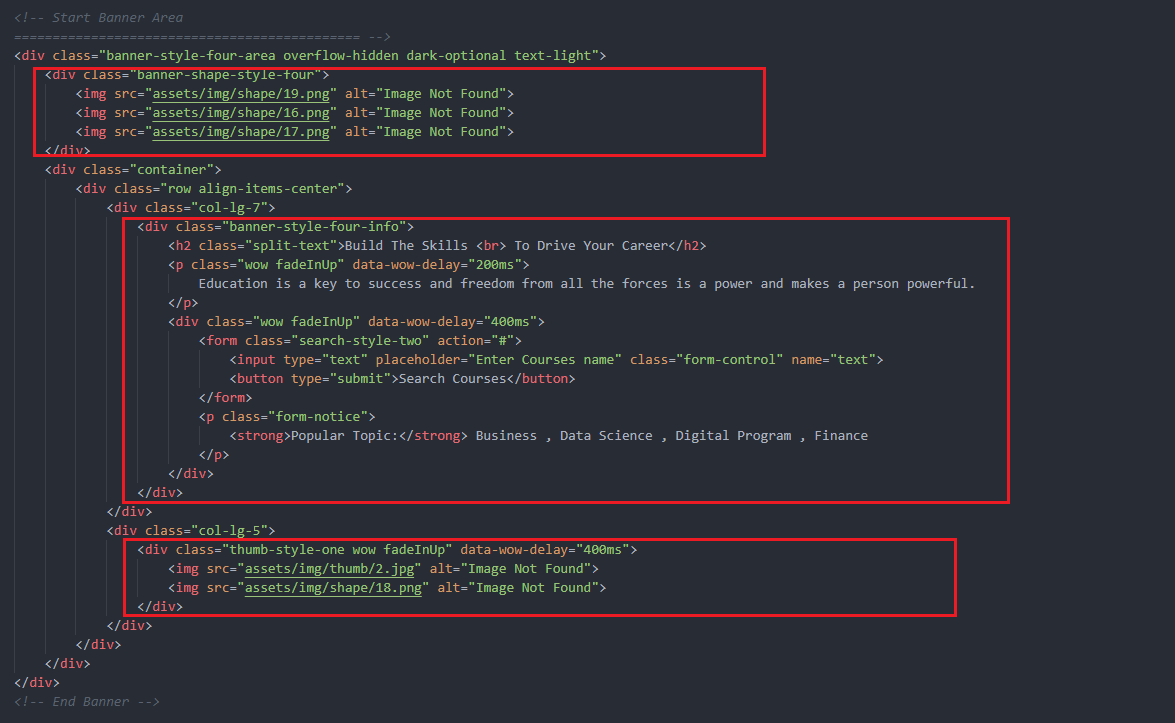 <!-- Start Banner Area
============================================= -->
<div class="banner-style-four-area overflow-hidden dark-optional text-light">
    <div class="banner-shape-style-four">
        <img src="assets/img/shape/19.png" alt="Image Not Found">
        <img src="assets/img/shape/16.png" alt="Image Not Found">
        <img src="assets/img/shape/17.png" alt="Image Not Found">
    </div>
    <div class="container">
        <div class="row align-items-center">
            <div class="col-lg-7">
                <div class="banner-style-four-info">
                    <h2 class="split-text">Build The Skills <br> To Drive Your Career</h2>
                    <p class="wow fadeInUp" data-wow-delay="200ms">
                        Education is a key to success and freedom from all the forces is a power and makes a person powerful.
                    </p>
                    <div class="wow fadeInUp" data-wow-delay="400ms">
                        <form class="search-style-two" action="#">
                            <input type="text" placeholder="Enter Courses name" class="form-control" name="text">
                            <button type="submit">Search Courses</button>
                        </form>
                        <p class="form-notice">
                            <strong>Popular Topic:</strong> Business , Data Science , Digital Program , Finance
                        </p>
                    </div>
                </div>
            </div>
            <div class="col-lg-5">
                <div class="thumb-style-one wow fadeInUp" data-wow-delay="400ms">
                    <img src="assets/img/thumb/2.jpg" alt="Image Not Found">
                    <img src="assets/img/shape/18.png" alt="Image Not Found">
                </div>
            </div>
        </div>
    </div>
</div>
<!-- End Banner -->